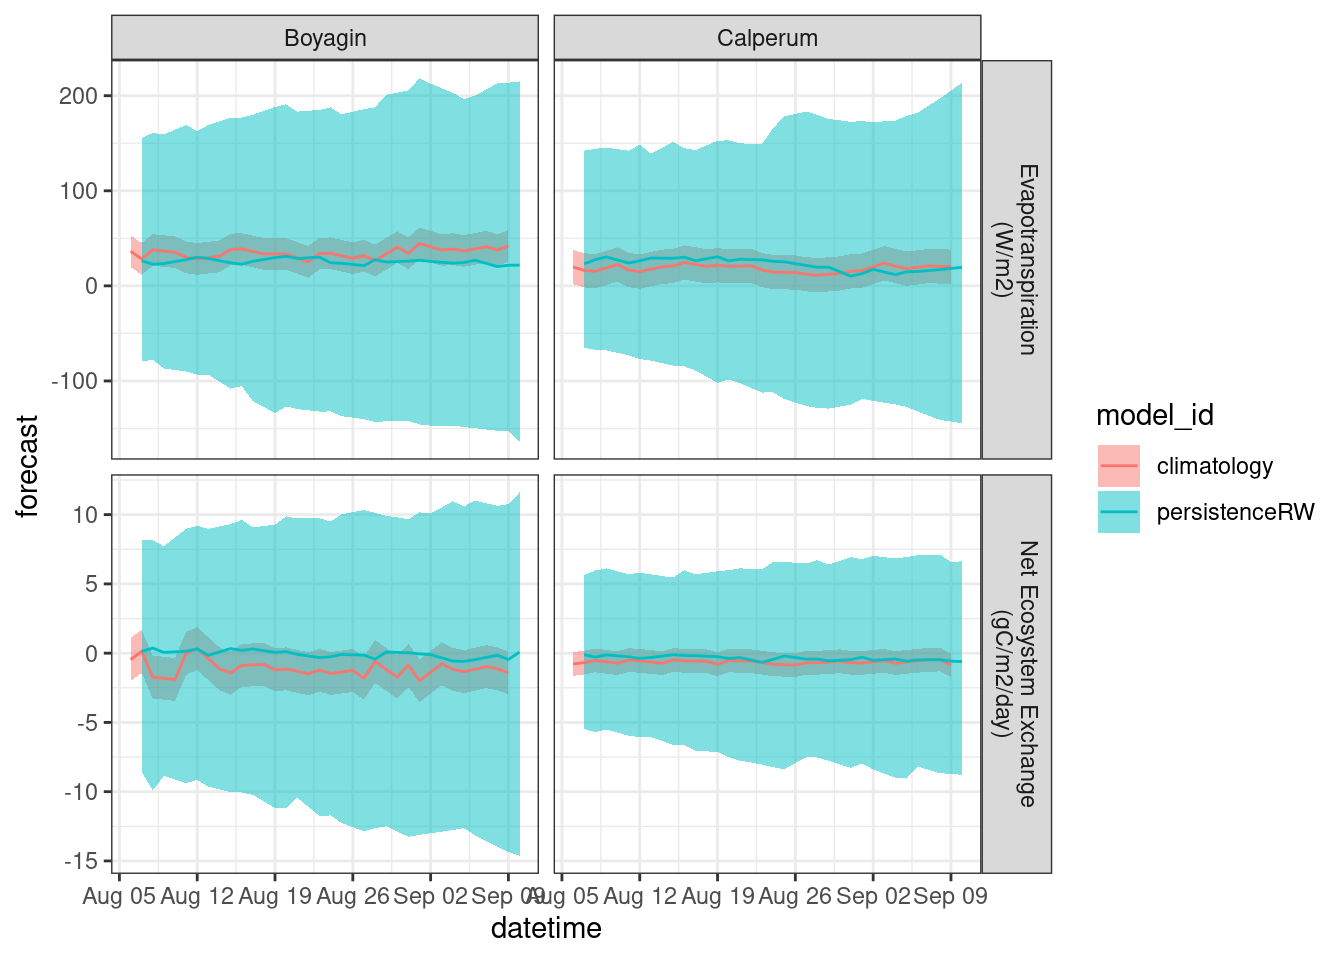 Boyagin
Calperum
200
100
0
-100
Evapotranspiration
(W/m2)
10
5
0
-5
-10
-15
Net Ecosystem Exchange
(gC/m2/day)
forecast
Aug 05 Aug 12 Aug 19 Aug 26 Sep 02 Sep 09
Aug 05 Aug 12 Aug 19 Aug 26 Sep 02 Sep 09
datetime
model_id
climatology
persistenceRW